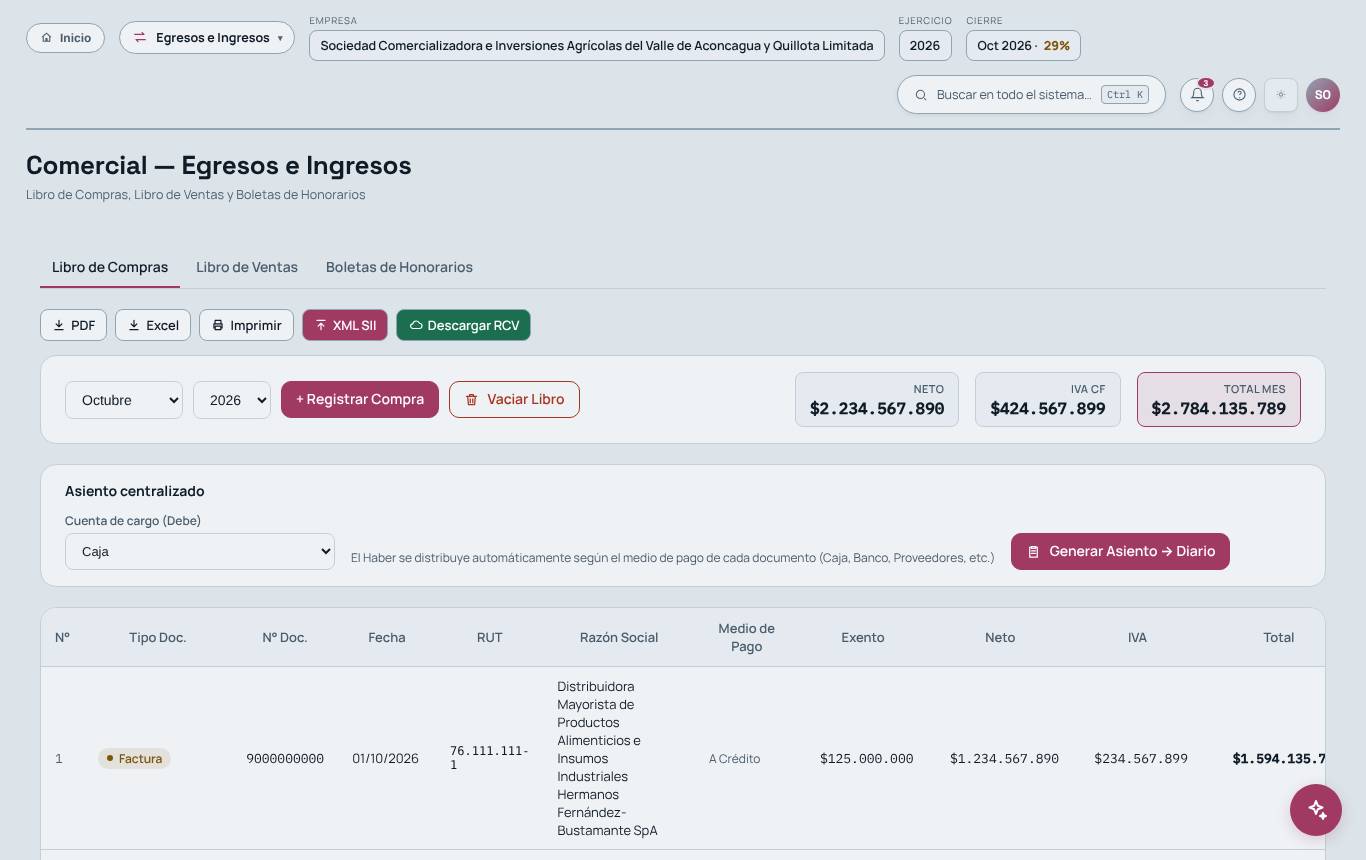 Inicio
Egresos e Ingresos
EMPRESA
Sociedad Comercializadora e Inversiones Agrícolas del Valle de Aconcagua y Quillota Limitada
EJERCICIO
2026
CIERRE
Oct 2026 · 29%
Buscar en todo el sistema… Ctrl K
3
SO
Comercial — Egresos e Ingresos
Libro de Compras, Libro de Ventas y Boletas de Honorarios
Libro de Compras Libro de Ventas Boletas de Honorarios
PDF Excel Imprimir XML SII Descargar RCV
Octubre 2026 + Registrar Compra Vaciar Libro
NETO
$2.234.567.890
IVA CF
$424.567.899
TOTAL MES
$2.784.135.789
Asiento centralizado
Cuenta de cargo (Debe)
Caja
El Haber se distribuye automáticamente según el medio de pago de cada documento (Caja, Banco, Proveedores, etc.)
Generar Asiento → Diario
N° Tipo Doc. N° Doc. Fecha RUT Razón Social Medio de Pago Exento Neto IVA Total
1
Factura
9000000000
01/10/2026
76.111.111-
1
Distribuidora
Mayorista de
Productos
Alimenticios e
Insumos
Industriales
Hermanos
Fernández-
Bustamante SpA
A Crédito
$125.000.000
$1.234.567.899
$234.567.899
$1.594.135.7